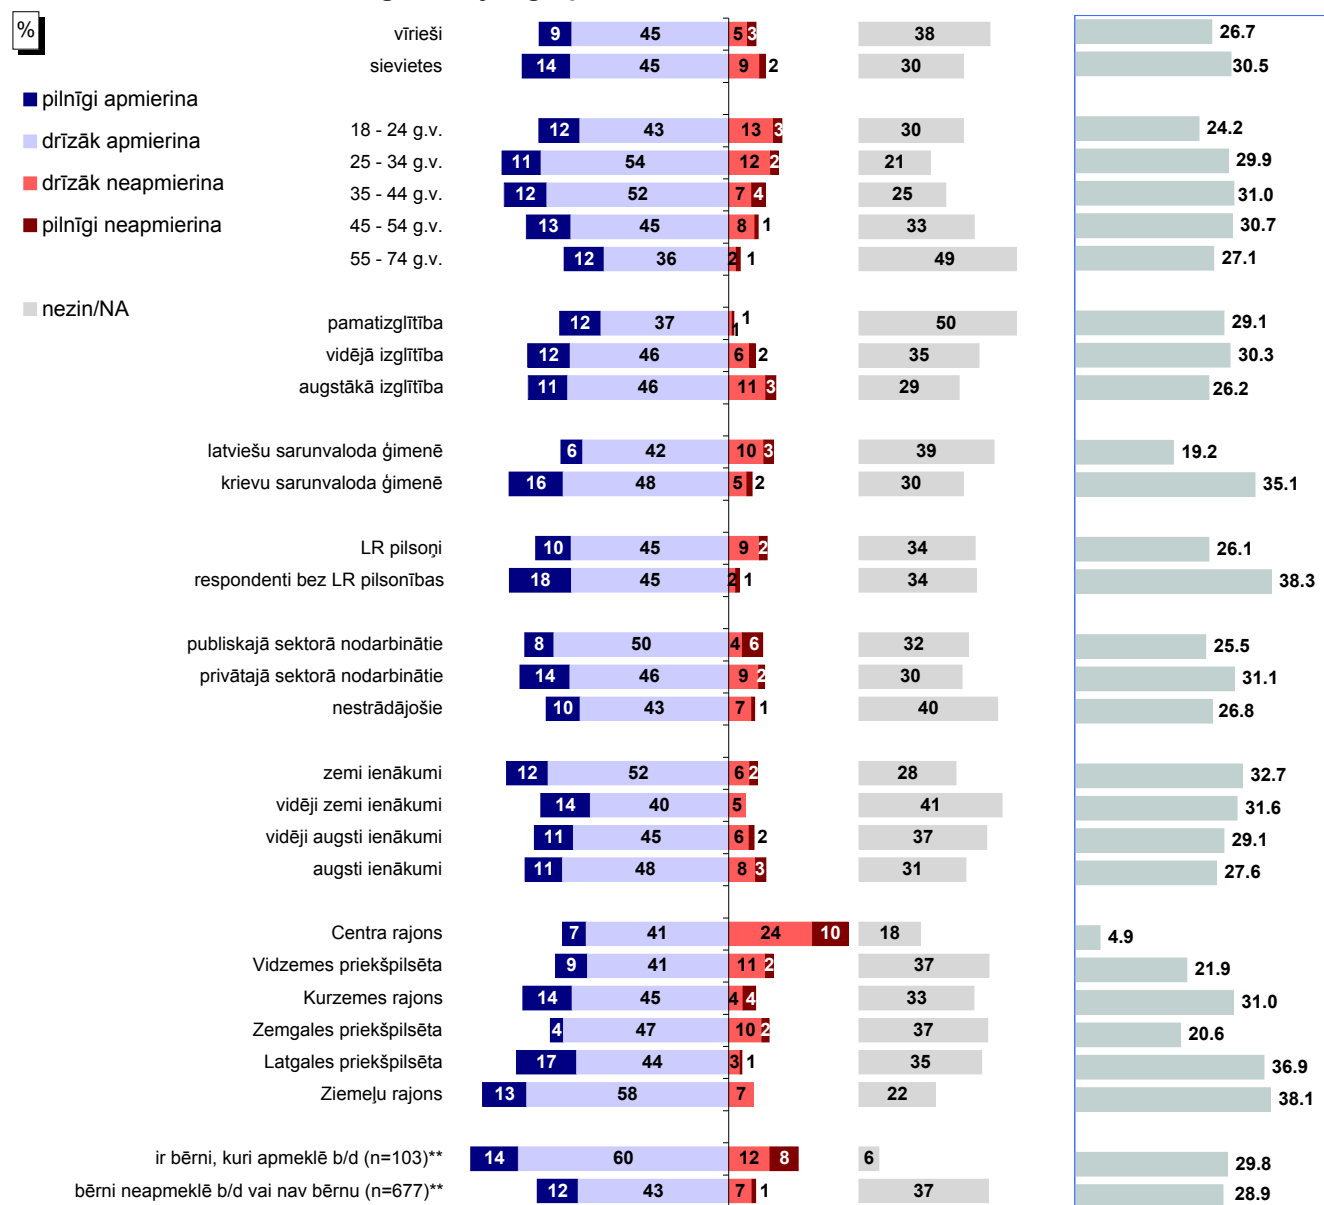 %
pilnīgi apmierina
drīzāk apmierina
drīzāk neapmierina
pilnīgi neapmierina
nezin/NA
vīrieši 9 45 5 3 38 26.7
sievietes 14 45 9 2 30 30.5
18 - 24 g.v. 12 43 13 3 30 24.2
25 - 34 g.v. 11 54 12 2 21 29.9
35 - 44 g.v. 12 52 7 4 25 31.0
45 - 54 g.v. 13 45 8 1 33 30.7
55 - 74 g.v. 12 36 2 1 49 27.1
pamatizglītība 12 37 1 1 50 29.1
vidējā izglītība 12 46 6 2 35 30.3
augstākā izglītība 11 46 11 3 29 26.2
latviešu sarunvaloda ģimenē 6 42 10 3 39 19.2
krievu sarunvaloda ģimenē 16 48 5 2 30 35.1
LR pilsoņi 10 45 9 2 34 26.1
respondenti bez LR pilsonības 18 45 2 1 34 38.3
publiskajā sektorā nodarbinātie 8 50 4 6 32 25.5
privātajā sektorā nodarbinātie 14 46 9 2 30 31.1
nestrādājošie 10 43 7 1 40 26.8
zemi ienākumi 12 52 6 2 28 32.7
vidēji zemi ienākumi 14 40 5 41 31.6
vidēji augsti ienākumi 11 45 6 2 37 29.1
augsti ienākumi 11 48 8 3 31 27.6
Centra rajons 7 41 24 10 18 4.9
Vidzemes priekšpilsēta 9 41 11 2 37 21.9
Kurzemes rajons 14 45 4 4 33 31.0
Zemgales priekšpilsēta 4 47 10 2 37 20.6
Latgales priekšpilsēta 17 44 3 1 35 36.9
Ziemeļu rajons 13 58 7 22 38.1
ir bērni, kuri apmeklē b/d (n=103)** 14 60 12 8 6 29.8
bērni neapmeklē b/d vai nav bērnu (n=677)** 12 43 7 1 37 28.9